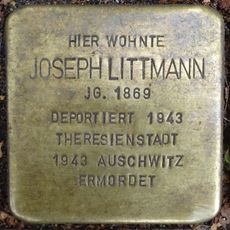 HIER WOHNTE
JOSEPH LITTMANN
JG. 1869
DEPORTIERT 1943
THERESIENSTADT
1943 AUSCHWITZ
ERMORDET